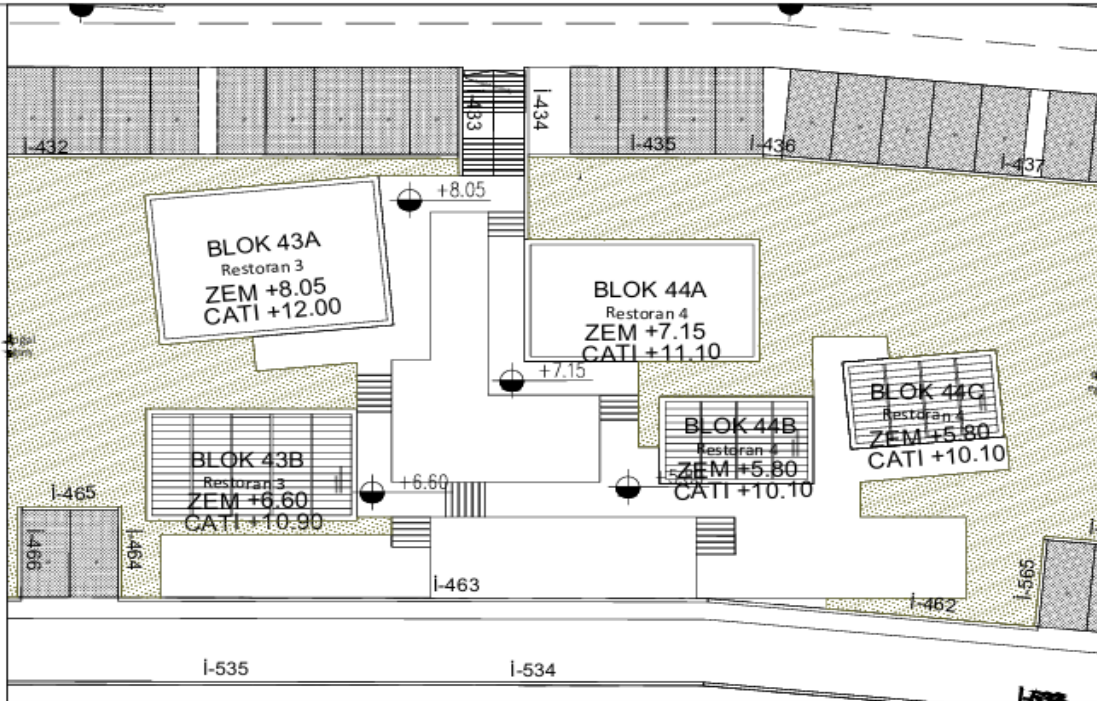 İ-432
İ-433
İ-434
İ-435
İ-436
İ-437
+8.05
BLOK 43A
Restoran 3
ZEM +8.05
CATI +12.00
BLOK 44A
Restoran 4
ZEM +7.15
CATI +11.10
+7.15
BLOK 44C
Restoran 4
ZEM +5.80
CATI +10.10
BLOK 44B
Restoran 4
ZEM +5.80
CATI +10.10
BLOK 43B
Restoran 3
ZEM +6.60
CATI +10.90
+6.60
İ-465
İ-466
İ-464
İ-463
İ-462
İ-565
İ-535
İ-534